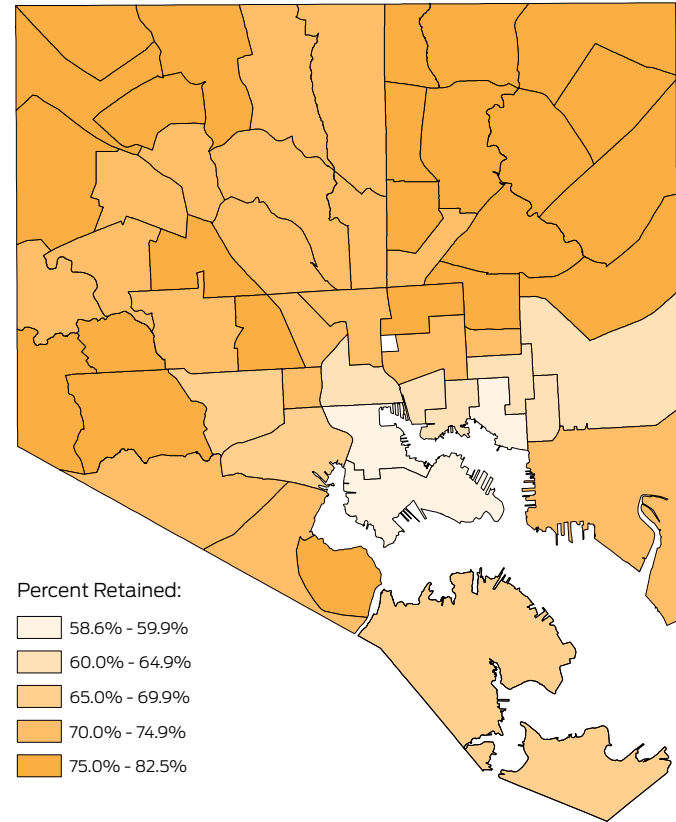 Percent Retained:
58.6% - 59.9%
60.0% - 64.9%
65.0% - 69.9%
70.0% - 74.9%
75.0% - 82.5%